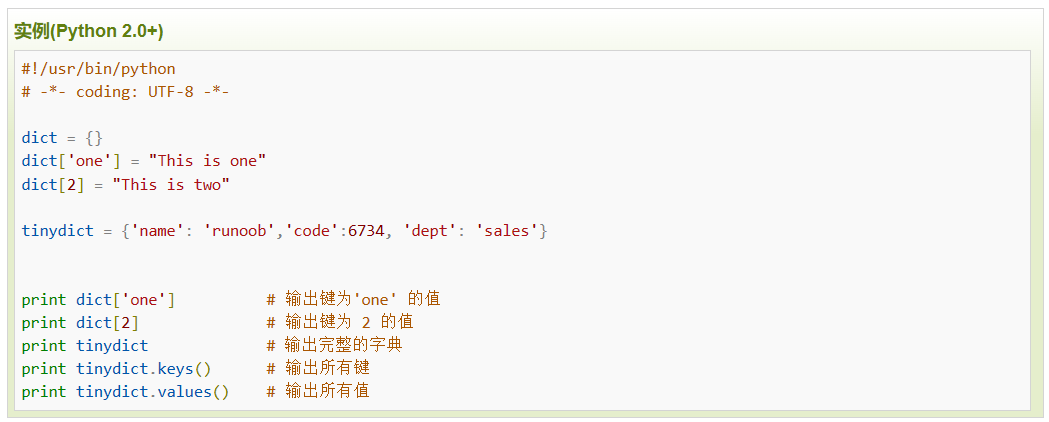 实例(Python 2.0+)
#!/usr/bin/python
# -*- coding: UTF-8 -*-
dict = {}
dict['one'] = "This is one"
dict[2] = "This is two"
tinydict = {'name': 'runoob','code':6734, 'dept': 'sales'}
print dict['one']          # 输出键为'one' 的值
print dict[2]              # 输出键为 2 的值
print tinydict             # 输出完整的字典
print tinydict.keys()      # 输出所有键
print tinydict.values()    # 输出所有值